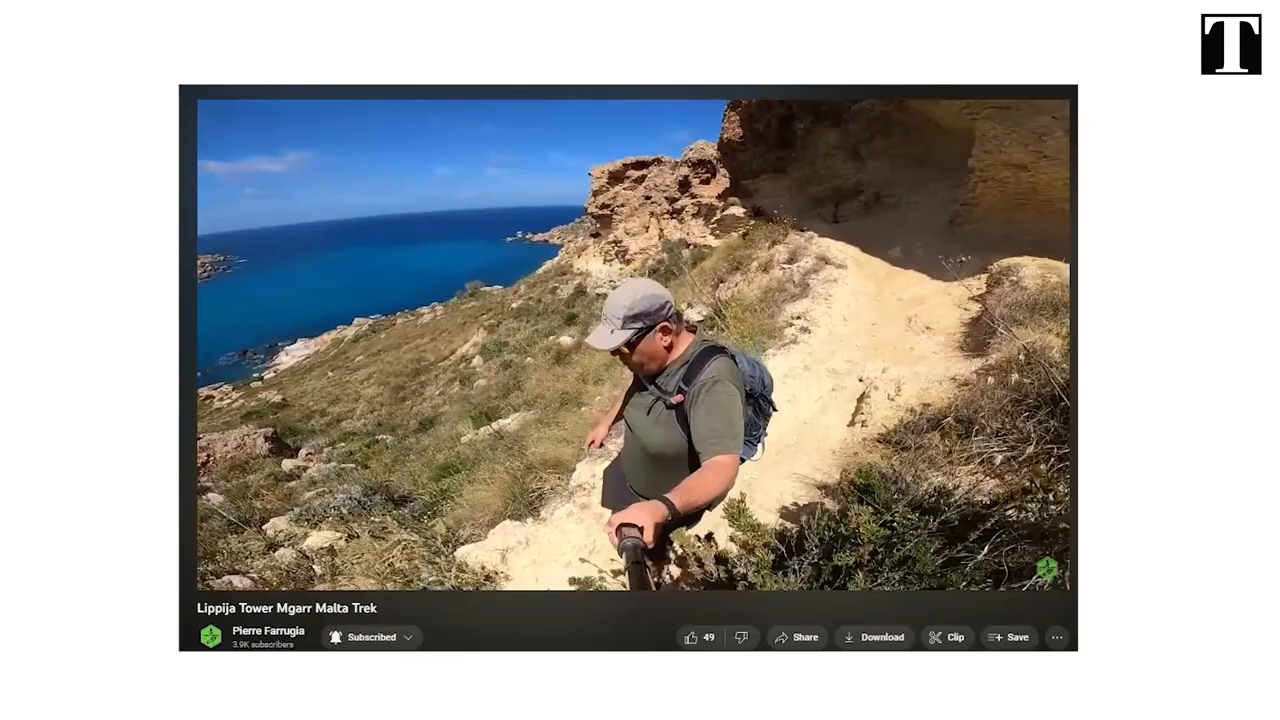 T
Lippija Tower Mgarr Malta Trek
Pierre Farrugia
3.9K subscribers
Subscribed
49
Share
Download
Clip
Save